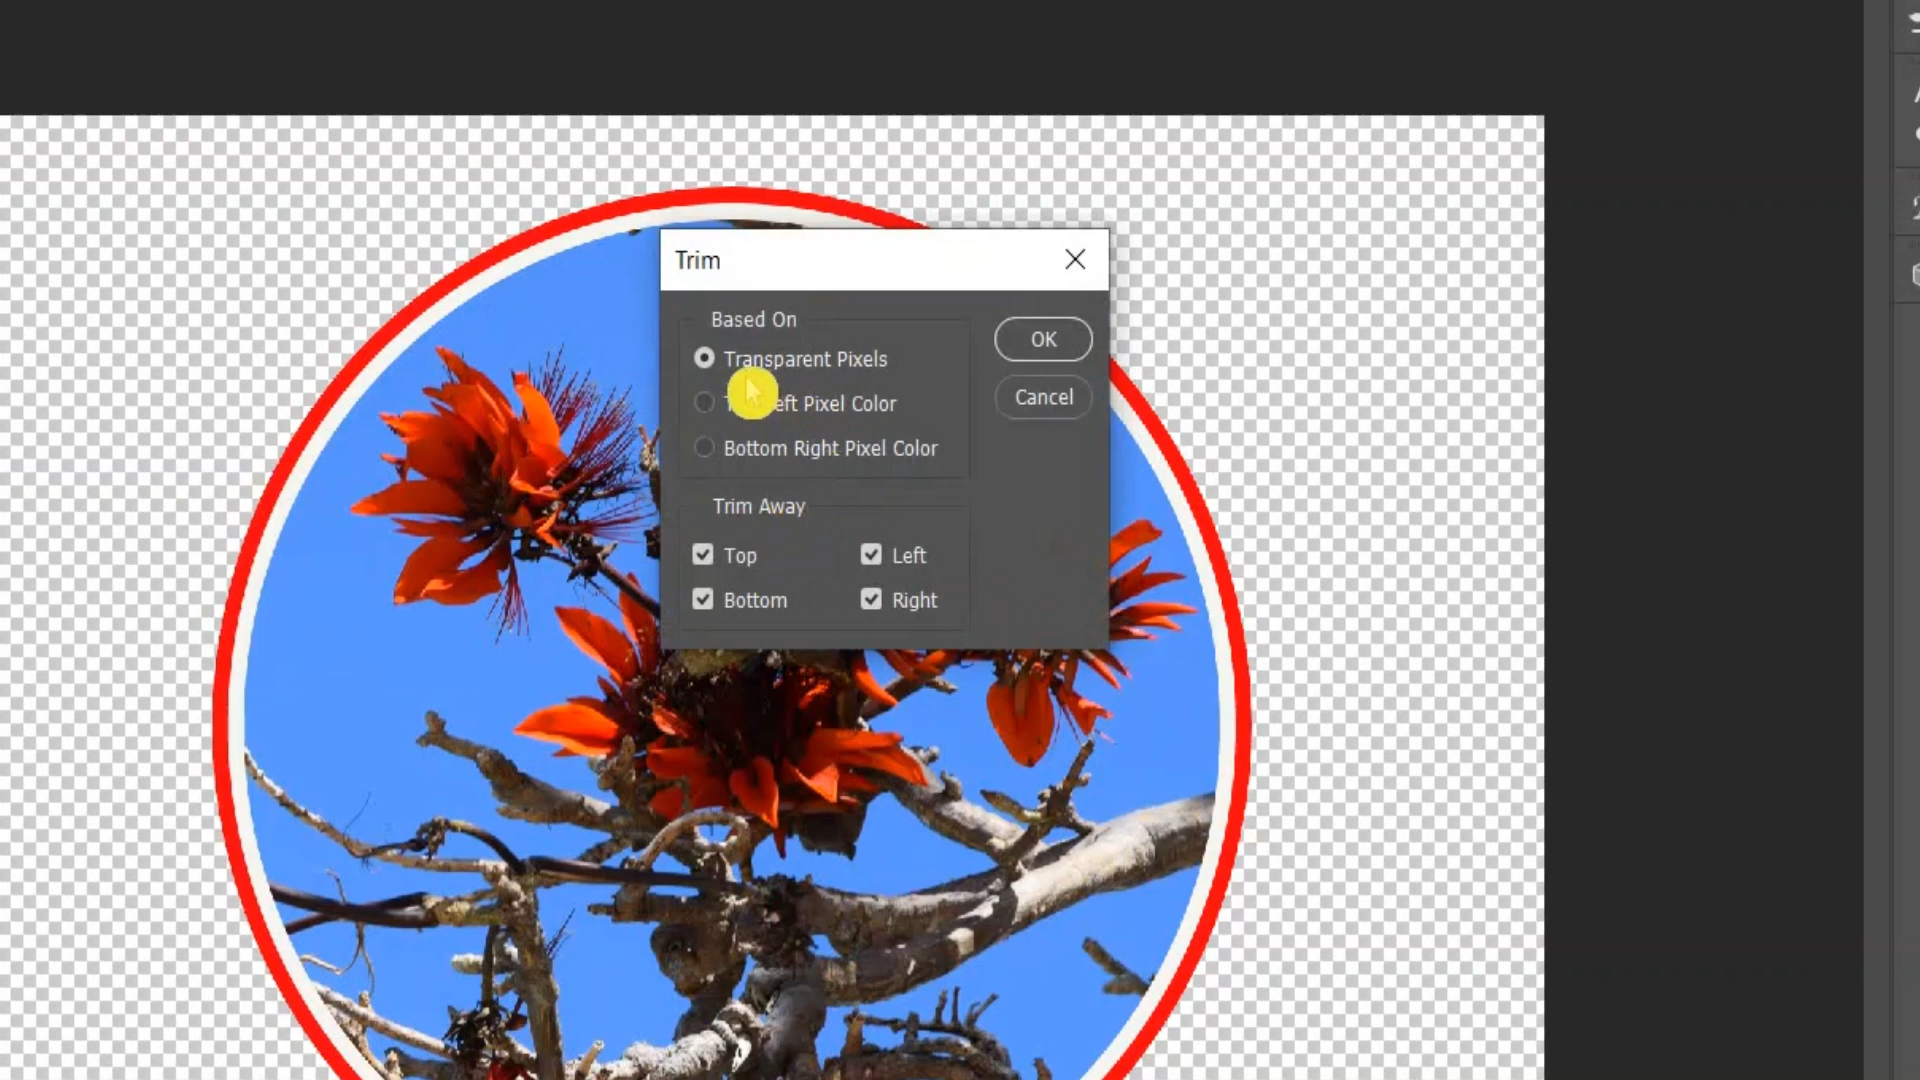 Trim
Based On
OK
Transparent Pixels
Cancel
eft Pixel Color
Bottom Right Pixel Color
Trim Away
Top
Left
Bottom
Right